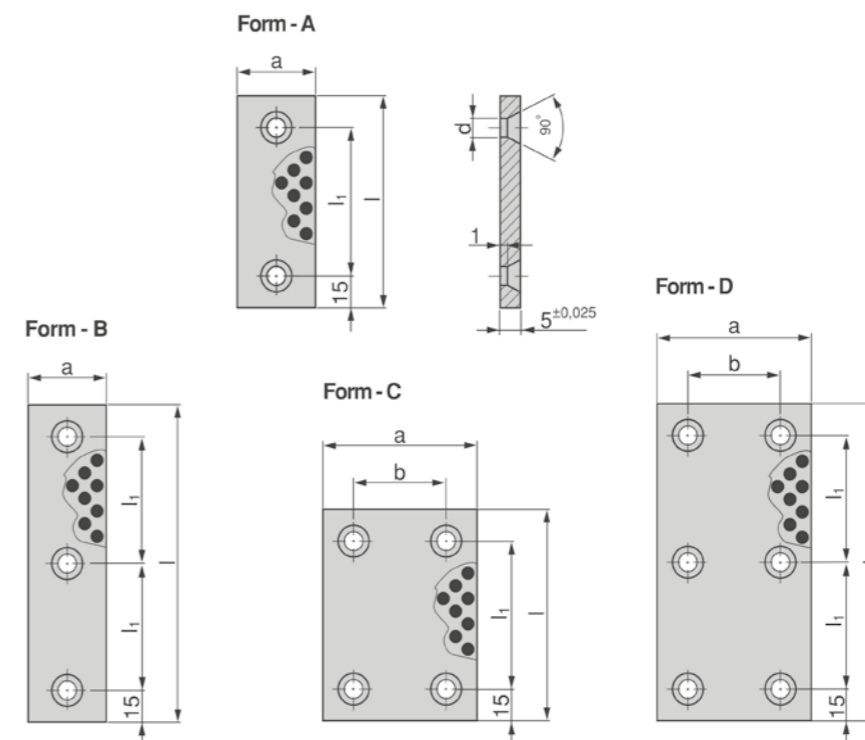 Form - A
a
d
90°
l₁
l
1
15
5±0,025
Form - B
a
l₁
l
l₁
15
Form - C
a
b
l₁
l
15
Form - D
a
b
l₁
l₁
15